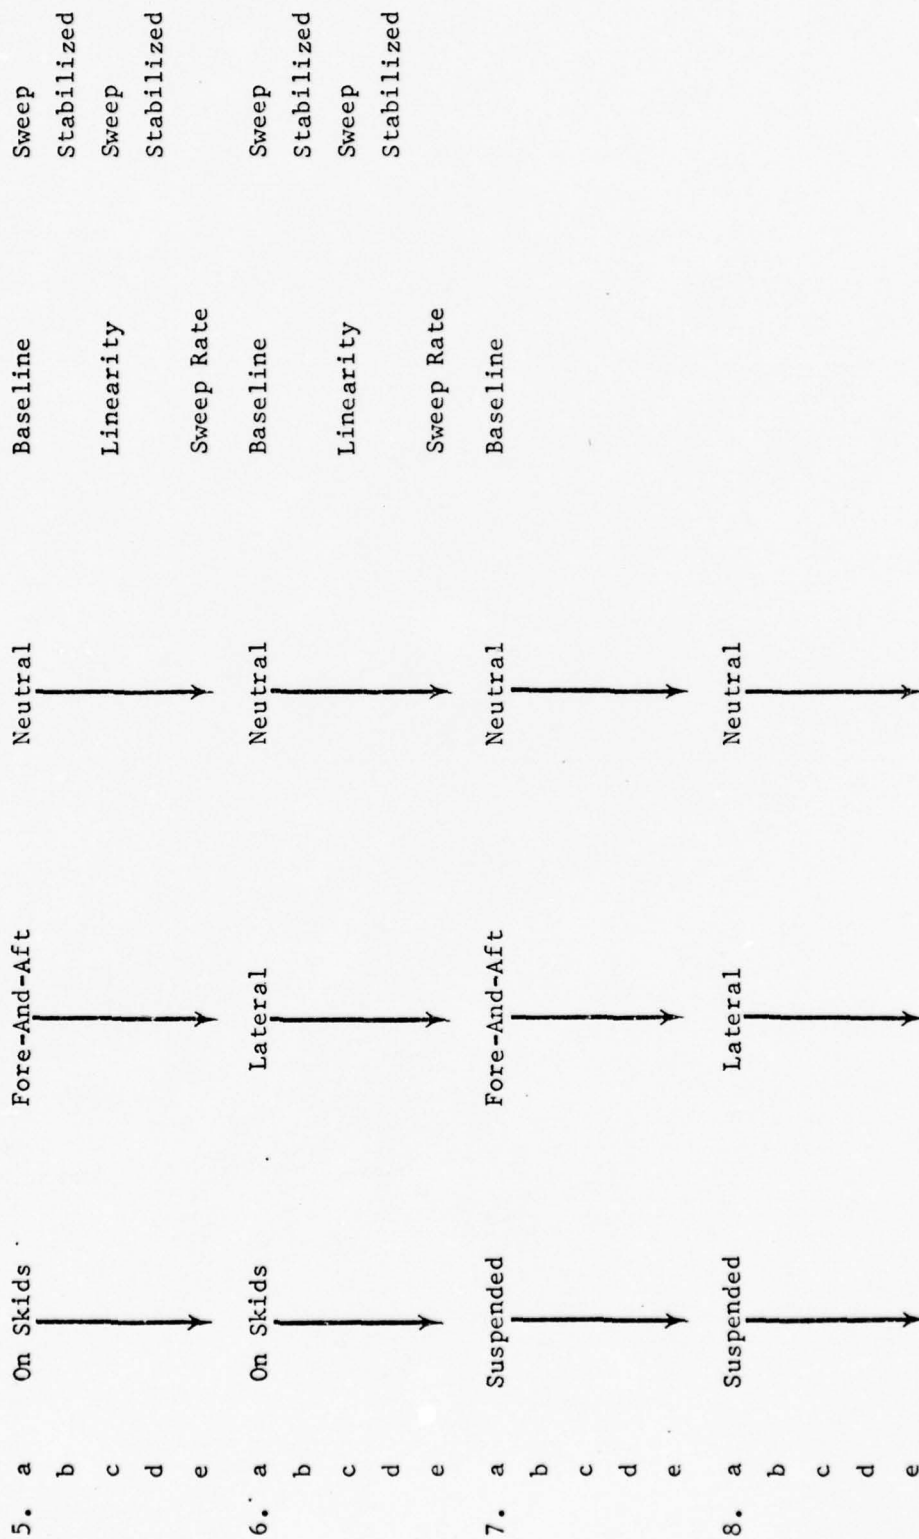 5. a On Skids Fore-And-Aft Neutral Baseline Sweep
b Stabilized
c Linearity Sweep
d Stabilized
e Sweep Rate
6. a On Skids Lateral Neutral Baseline Sweep
b Stabilized
c Linearity Sweep
d Stabilized
e Sweep Rate
7. a Suspended Fore-And-Aft Neutral Baseline
b
c
d
e
8. a Suspended Lateral Neutral
b
c
d
e